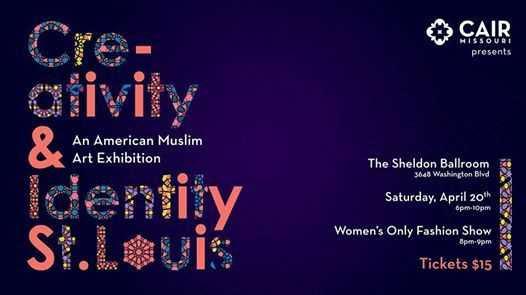 Cre-
ativity
&
Identity
St.Louis
An American Muslim
Art Exhibition
CAIR
MISSOURI
presents
The Sheldon Ballroom
3648 Washington Blvd
Saturday, April 20th
6pm-10pm
Women's Only Fashion Show
8pm-9pm
Tickets $15